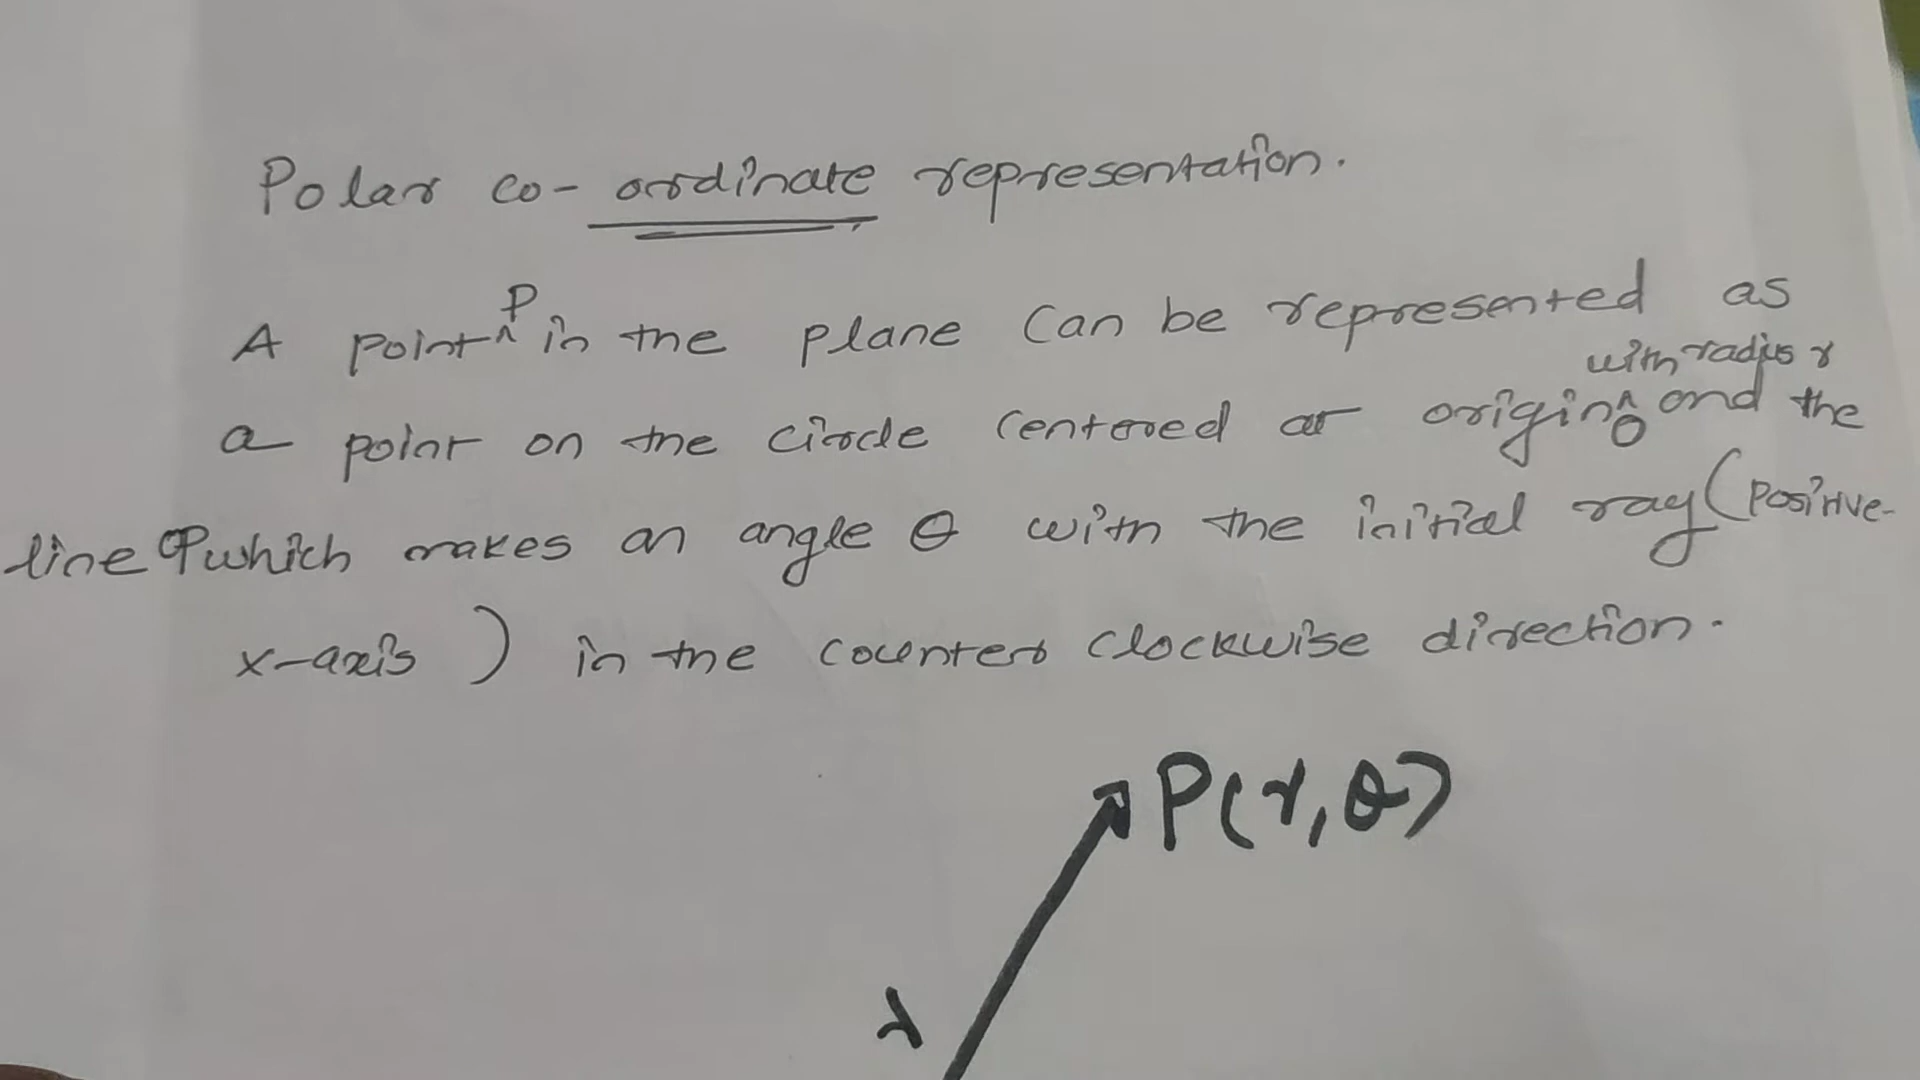 Polar co-ordinate representation.
A point ^P in the plane can be represented as
a point on the circle centered at origin O ^with radius r and the
line OP which makes an angle θ with the initial ray (positive-
x-axis) in the counter clockwise direction.
P(r, θ)
r